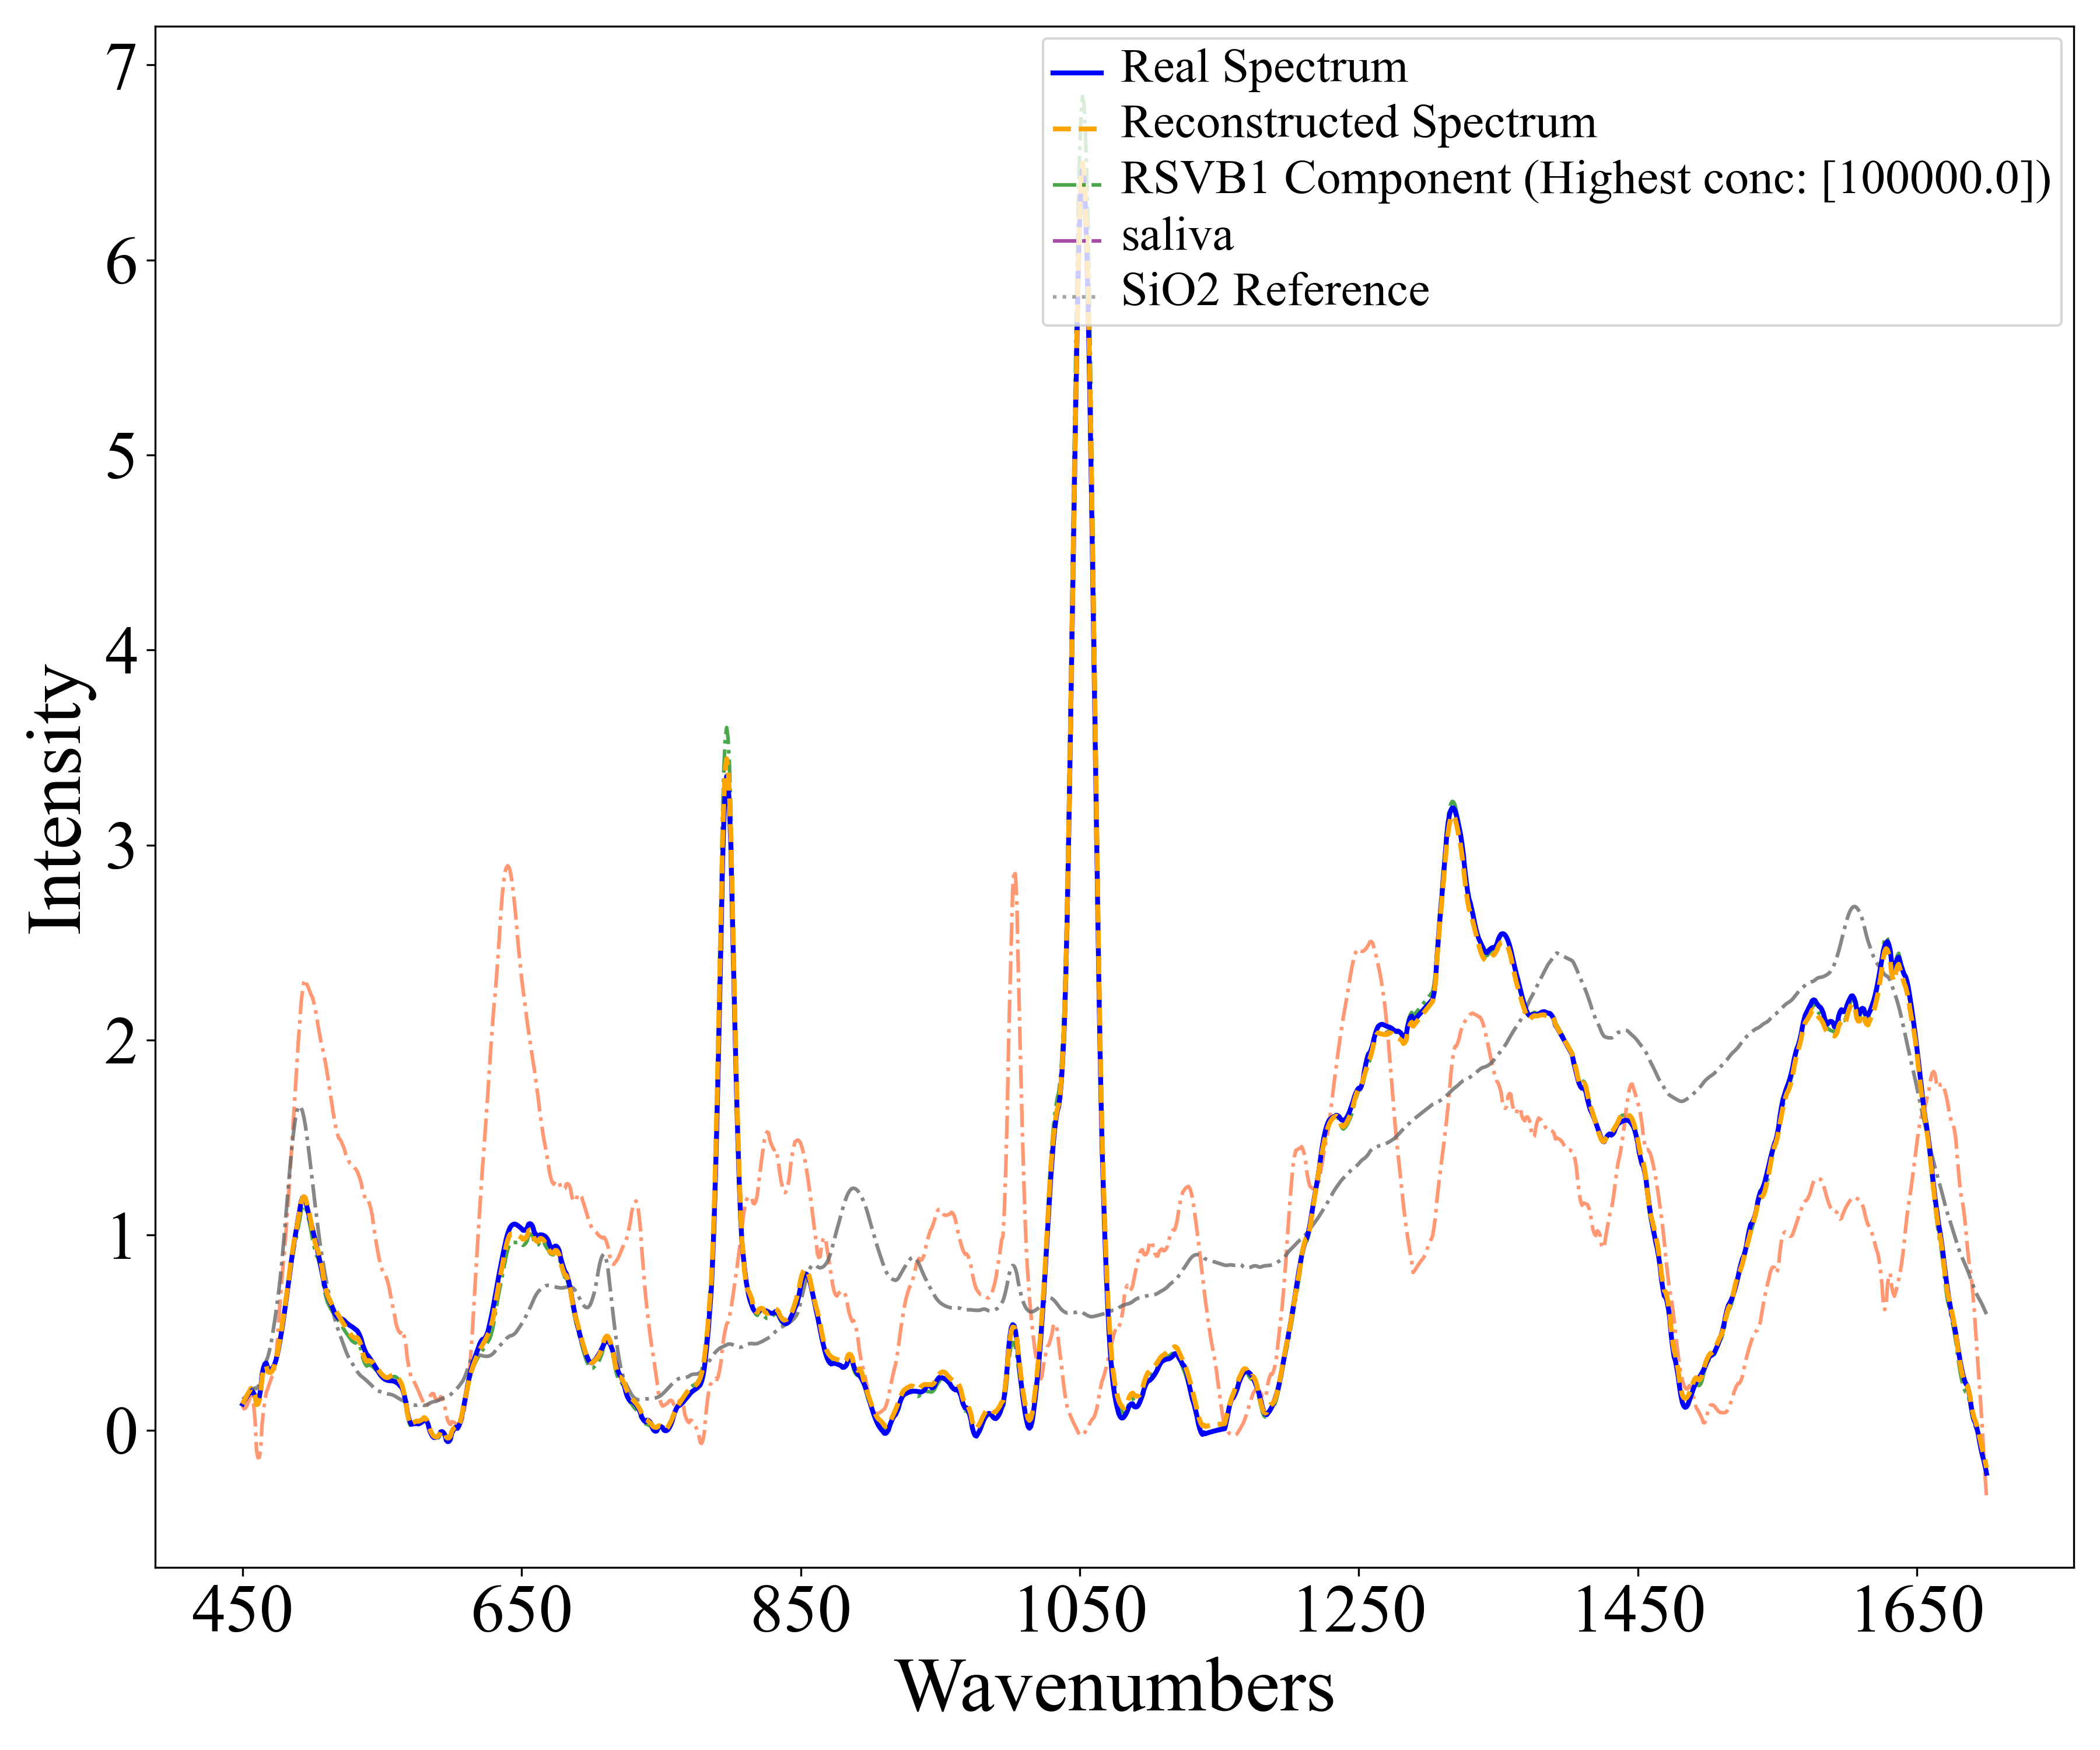 Real Spectrum
Reconstructed Spectrum
RSVB1 Component (Highest conc: [100000.0])
saliva
SiO2 Reference
7
6
5
4
3
2
1
0
Intensity
450 650 850 1050 1250 1450 1650
Wavenumbers